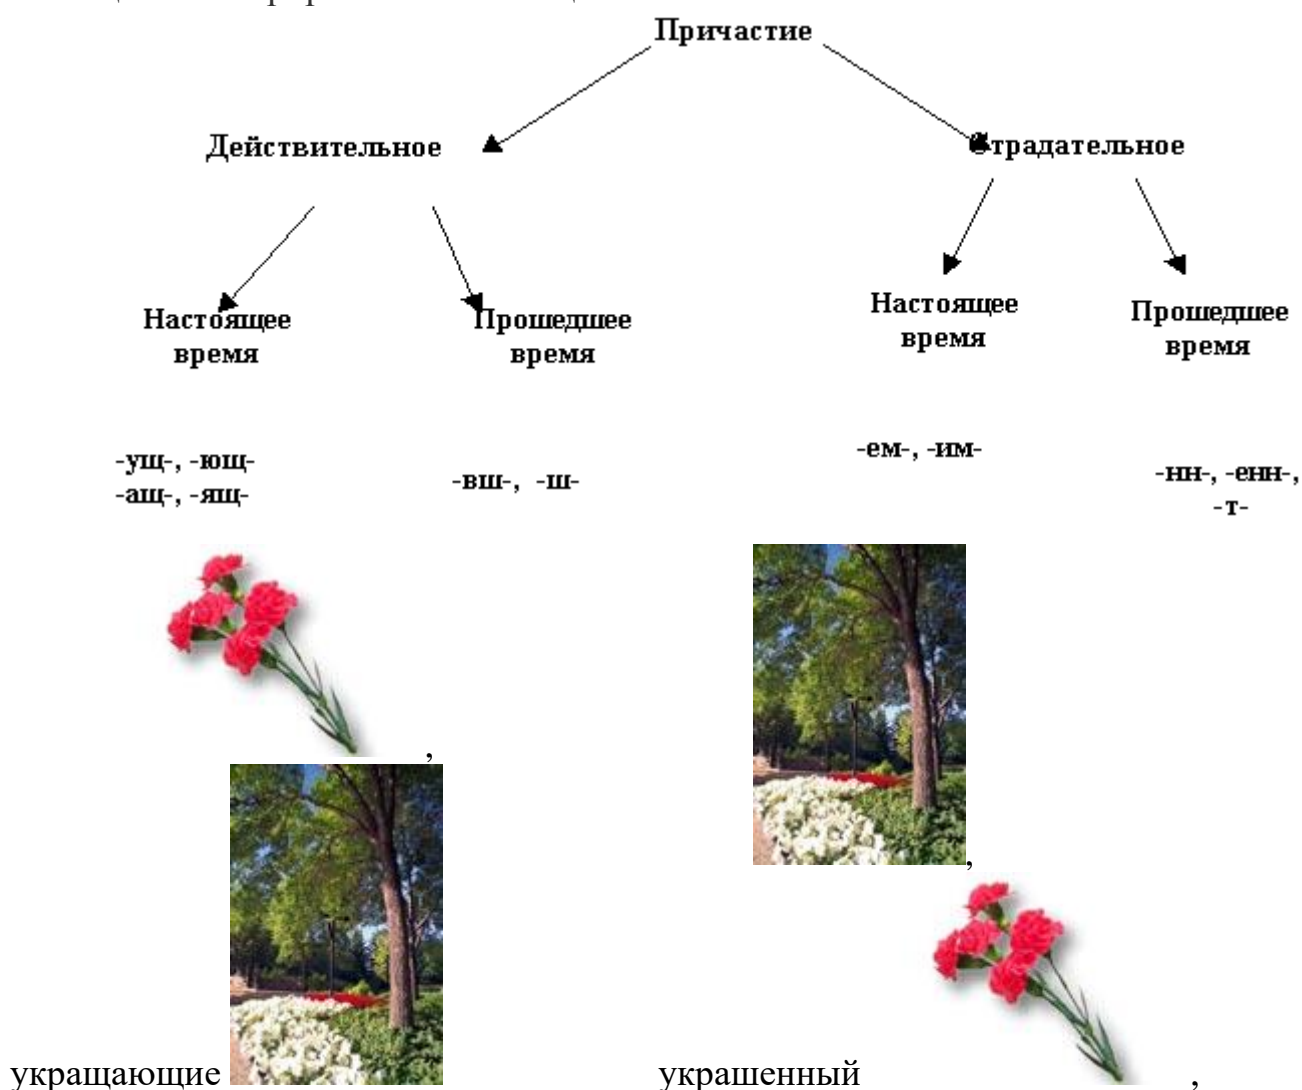 Причастие
Действительное
Страдательное
Настоящее
время
Прошедшее
время
Настоящее
время
Прошедшее
время
-ущ-, -ющ-
-ащ-, -ящ-
-вш-, -ш-
-ем-, -им-
-нн-, -енн-,
-т-
,
,
укращающие
украшенный ,